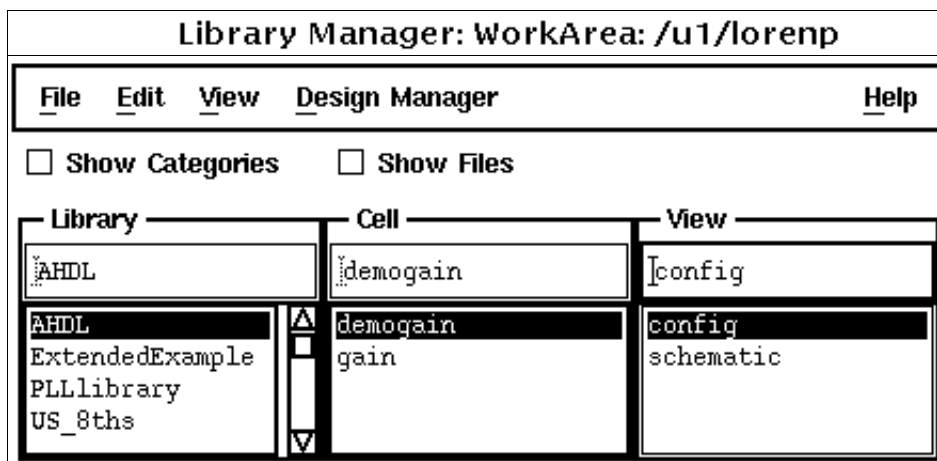 Library Manager: WorkArea: /u1/lorenp
File Edit View Design Manager Help
Show Categories Show Files
Library Cell View
AHDL demogain config
AHDL demogain config
ExtendedExample gain schematic
PLLlibrary
US_8ths